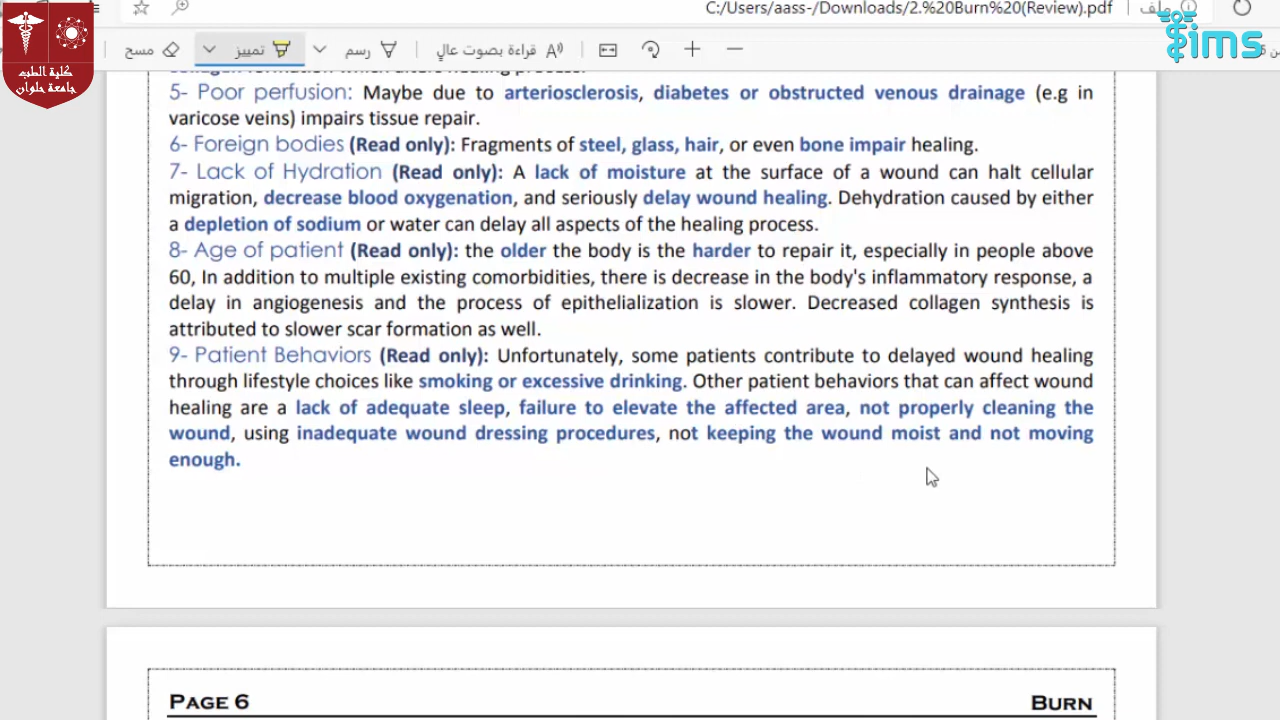 C:/Users/aass-/Downloads/2.%20Burn%20(Review).pdf
ملف
ims
كلية الطب
جامعة حلوان
مسح
تمييز
رسم
قراءة بصوت عالٍ
collagen formation which alters healing process.
5- Poor perfusion: Maybe due to arteriosclerosis, diabetes or obstructed venous drainage (e.g in
varicose veins) impairs tissue repair.
6- Foreign bodies (Read only): Fragments of steel, glass, hair, or even bone impair healing.
7- Lack of Hydration (Read only): A lack of moisture at the surface of a wound can halt cellular
migration, decrease blood oxygenation, and seriously delay wound healing. Dehydration caused by either
a depletion of sodium or water can delay all aspects of the healing process.
8- Age of patient (Read only): the older the body is the harder to repair it, especially in people above
60, In addition to multiple existing comorbidities, there is decrease in the body's inflammatory response, a
delay in angiogenesis and the process of epithelialization is slower. Decreased collagen synthesis is
attributed to slower scar formation as well.
9- Patient Behaviors (Read only): Unfortunately, some patients contribute to delayed wound healing
through lifestyle choices like smoking or excessive drinking. Other patient behaviors that can affect wound
healing are a lack of adequate sleep, failure to elevate the affected area, not properly cleaning the
wound, using inadequate wound dressing procedures, not keeping the wound moist and not moving
enough.
PAGE 6
BURN